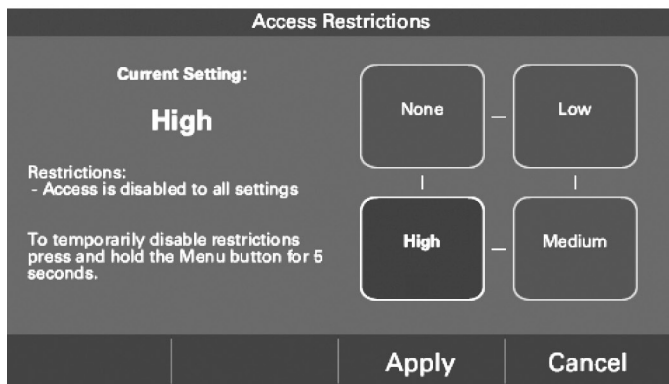 Access Restrictions
Current Setting:
High
Restrictions:
- Access is disabled to all settings
To temporarily disable restrictions
press and hold the Menu button for 5
seconds.
None
Low
High
Medium
Apply
Cancel